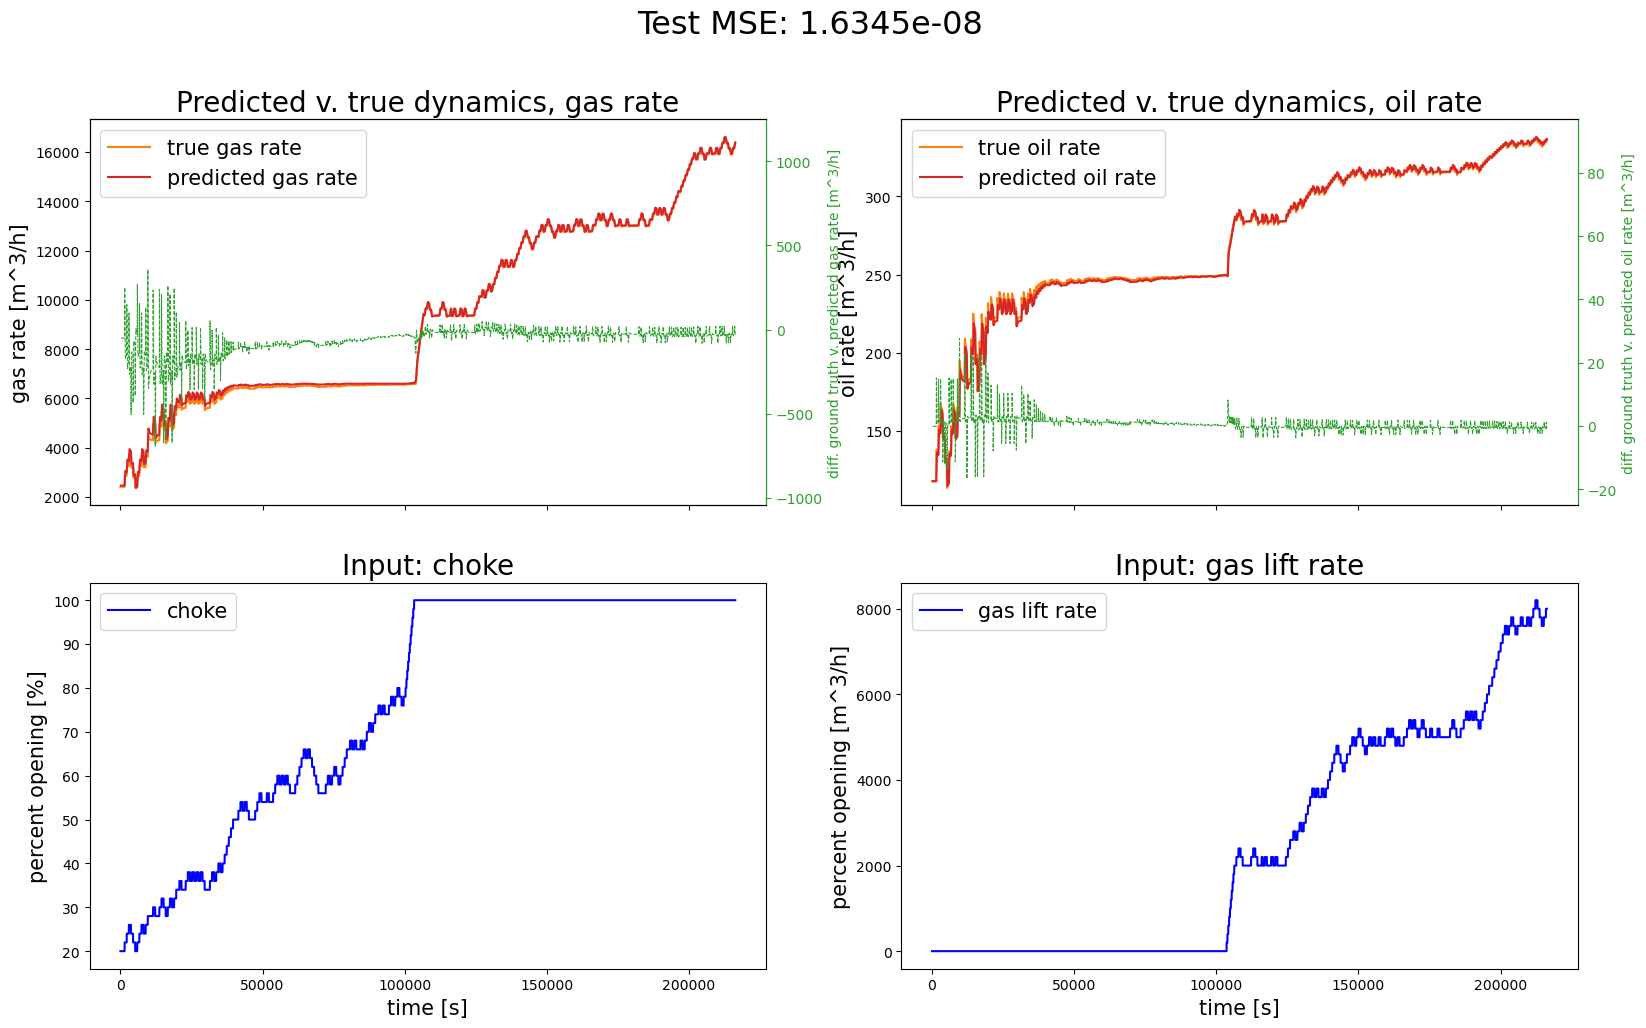 Test MSE: 1.6345e-08
Predicted v. true dynamics, gas rate
true gas rate
predicted gas rate
gas rate [m^3/h]
16000
14000
12000
10000
8000
6000
4000
2000
1000
500
0
−500
−1000
diff. ground truth v. predicted gas rate [m^3/h]
Predicted v. true dynamics, oil rate
true oil rate
predicted oil rate
oil rate [m^3/h]
300
250
200
150
80
60
40
20
0
−20
diff. ground truth v. predicted oil rate [m^3/h]
Input: choke
choke
percent opening [%]
100
90
80
70
60
50
40
30
20
0 50000 100000 150000 200000
time [s]
Input: gas lift rate
gas lift rate
percent opening [m^3/h]
8000
6000
4000
2000
0
0 50000 100000 150000 200000
time [s]